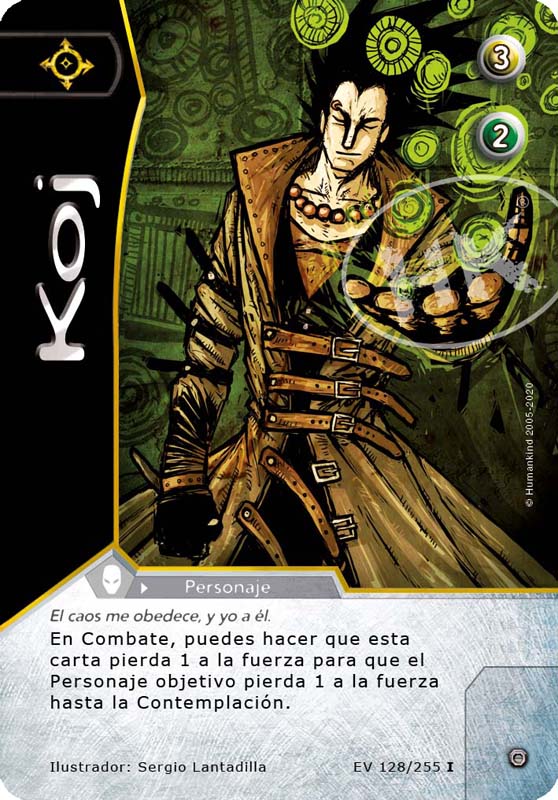 3
2
Koj
HK
© Humankind 2005-2020
Personaje
El caos me obedece, y yo a él.
En Combate, puedes hacer que esta
carta pierda 1 a la fuerza para que el
Personaje objetivo pierda 1 a la fuerza
hasta la Contemplación.
Ilustrador: Sergio Lantadilla
EV 128/255 I